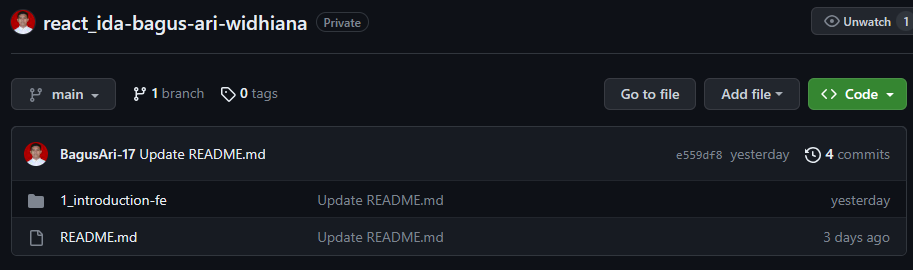 react_ida-bagus-ari-widhiana Private Unwatch 1
main 1 branch 0 tags Go to file Add file <> Code
BagusAri-17 Update README.md e559df8 yesterday 4 commits
1_introduction-fe Update README.md yesterday
README.md Update README.md 3 days ago